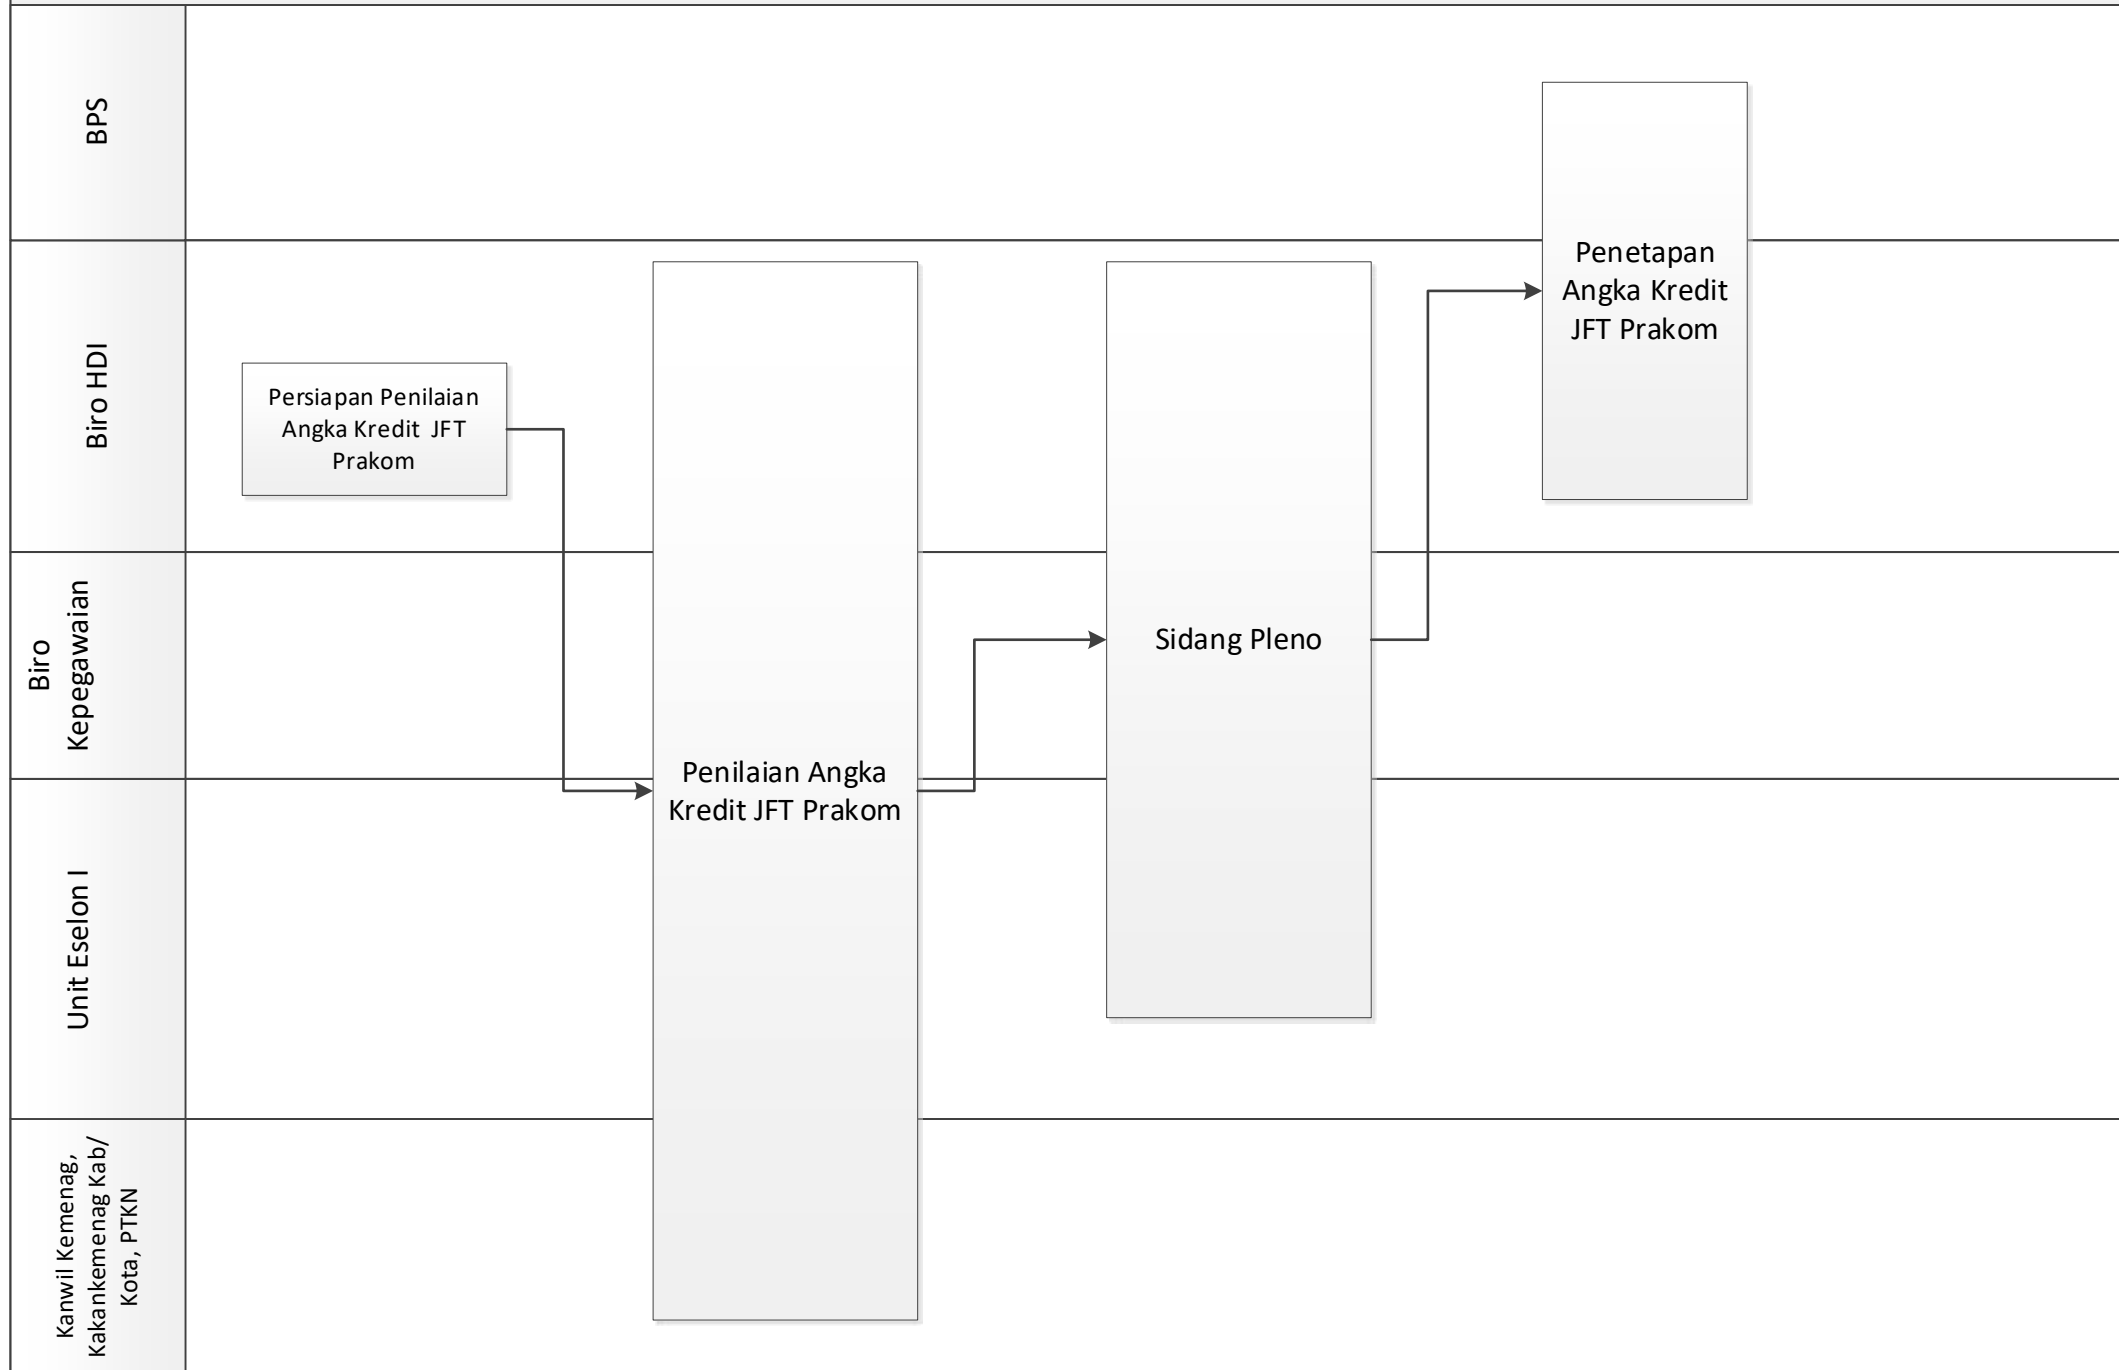 BPS
Biro HDI
Biro
Kepegawaian
Unit Eselon I
Kanwil Kemenag,
Kakankemenag Kab/
Kota, PTKN
Persiapan Penilaian
Angka Kredit JFT
Prakom
Penilaian Angka
Kredit JFT Prakom
Sidang Pleno
Penetapan
Angka Kredit
JFT Prakom